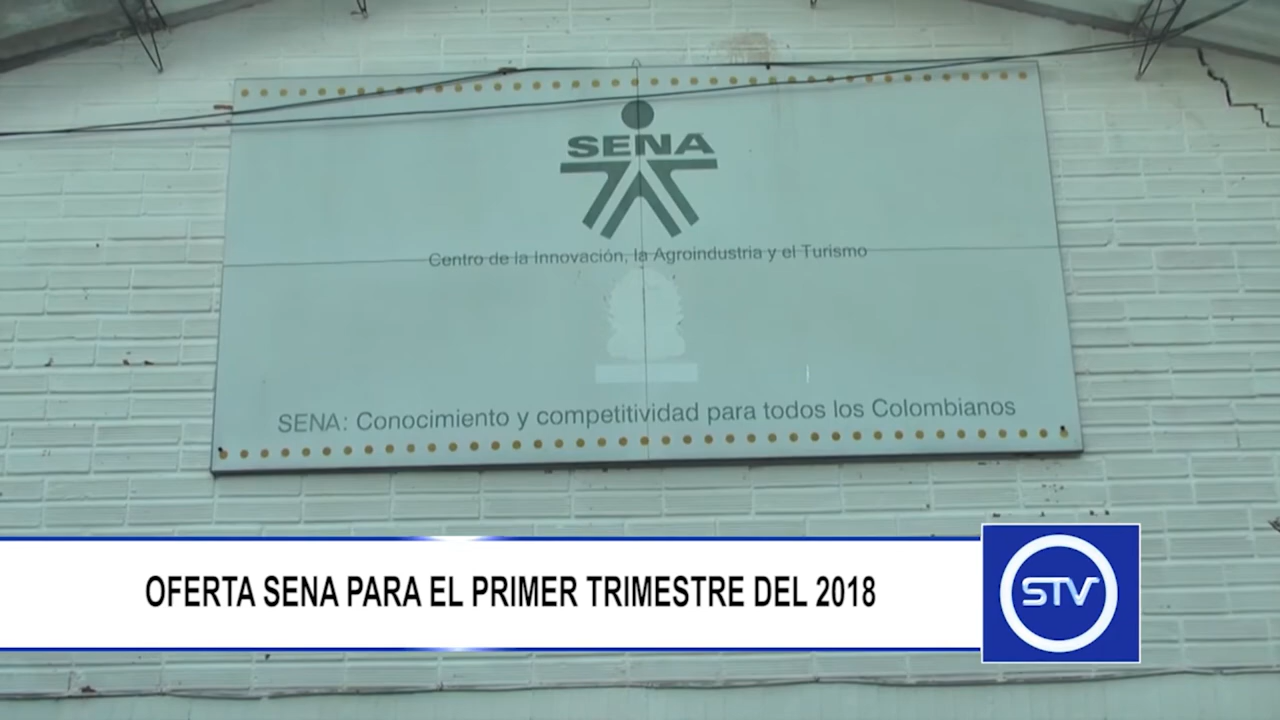 SENA
Centro de la Innovación, la Agroindustria y el Turismo
SENA: Conocimiento y competitividad para todos los Colombianos
OFERTA SENA PARA EL PRIMER TRIMESTRE DEL 2018
STV